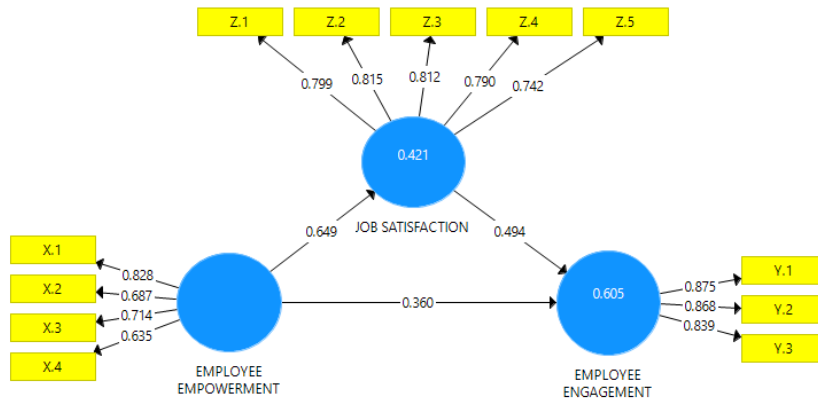 Z.1
Z.2
Z.3
Z.4
Z.5
0.799
0.815
0.812
0.790
0.742
0.421
JOB SATISFACTION
0.649
0.494
X.1
X.2
X.3
X.4
0.828
0.687
0.714
0.635
EMPLOYEE
EMPOWERMENT
0.360
0.605
EMPLOYEE
ENGAGEMENT
0.875
0.868
0.839
Y.1
Y.2
Y.3